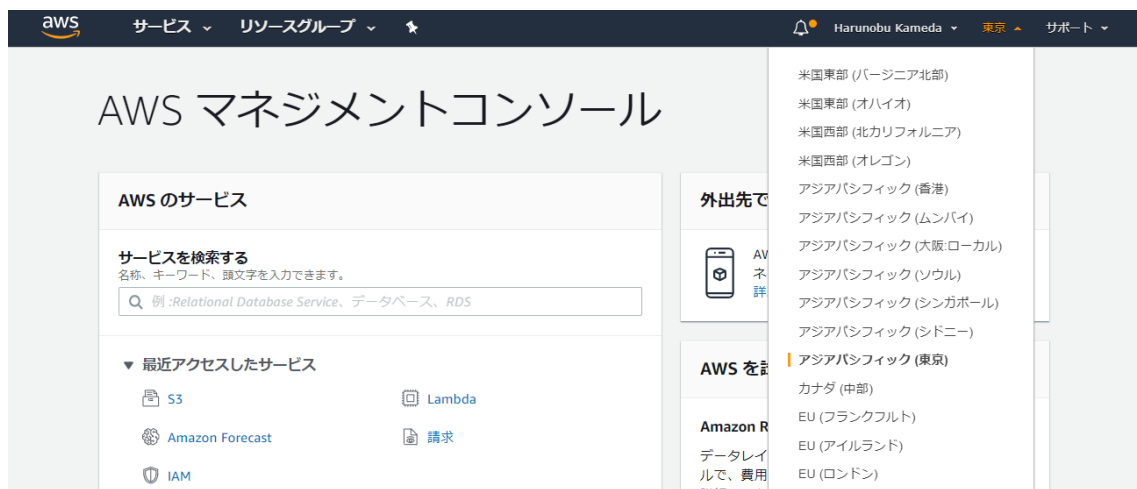 aws サービス リソースグループ Harunobu Kameda 東京 サポート
AWS マネジメントコンソール
AWS のサービス
サービスを検索する
名称、キーワード、頭文字を入力できます。
例 :Relational Database Service、データベース、RDS
最近アクセスしたサービス
S3
Lambda
Amazon Forecast
請求
IAM
外出先で
AW
ネ
詳
AWS を
Amazon R
データレイ
ルで、費用
米国東部 (バージニア北部)
米国東部 (オハイオ)
米国西部 (北カリフォルニア)
米国西部 (オレゴン)
アジアパシフィック (香港)
アジアパシフィック (ムンバイ)
アジアパシフィック (大阪:ローカル)
アジアパシフィック (ソウル)
アジアパシフィック (シンガポール)
アジアパシフィック (シドニー)
アジアパシフィック (東京)
カナダ (中部)
EU (フランクフルト)
EU (アイルランド)
EU (ロンドン)